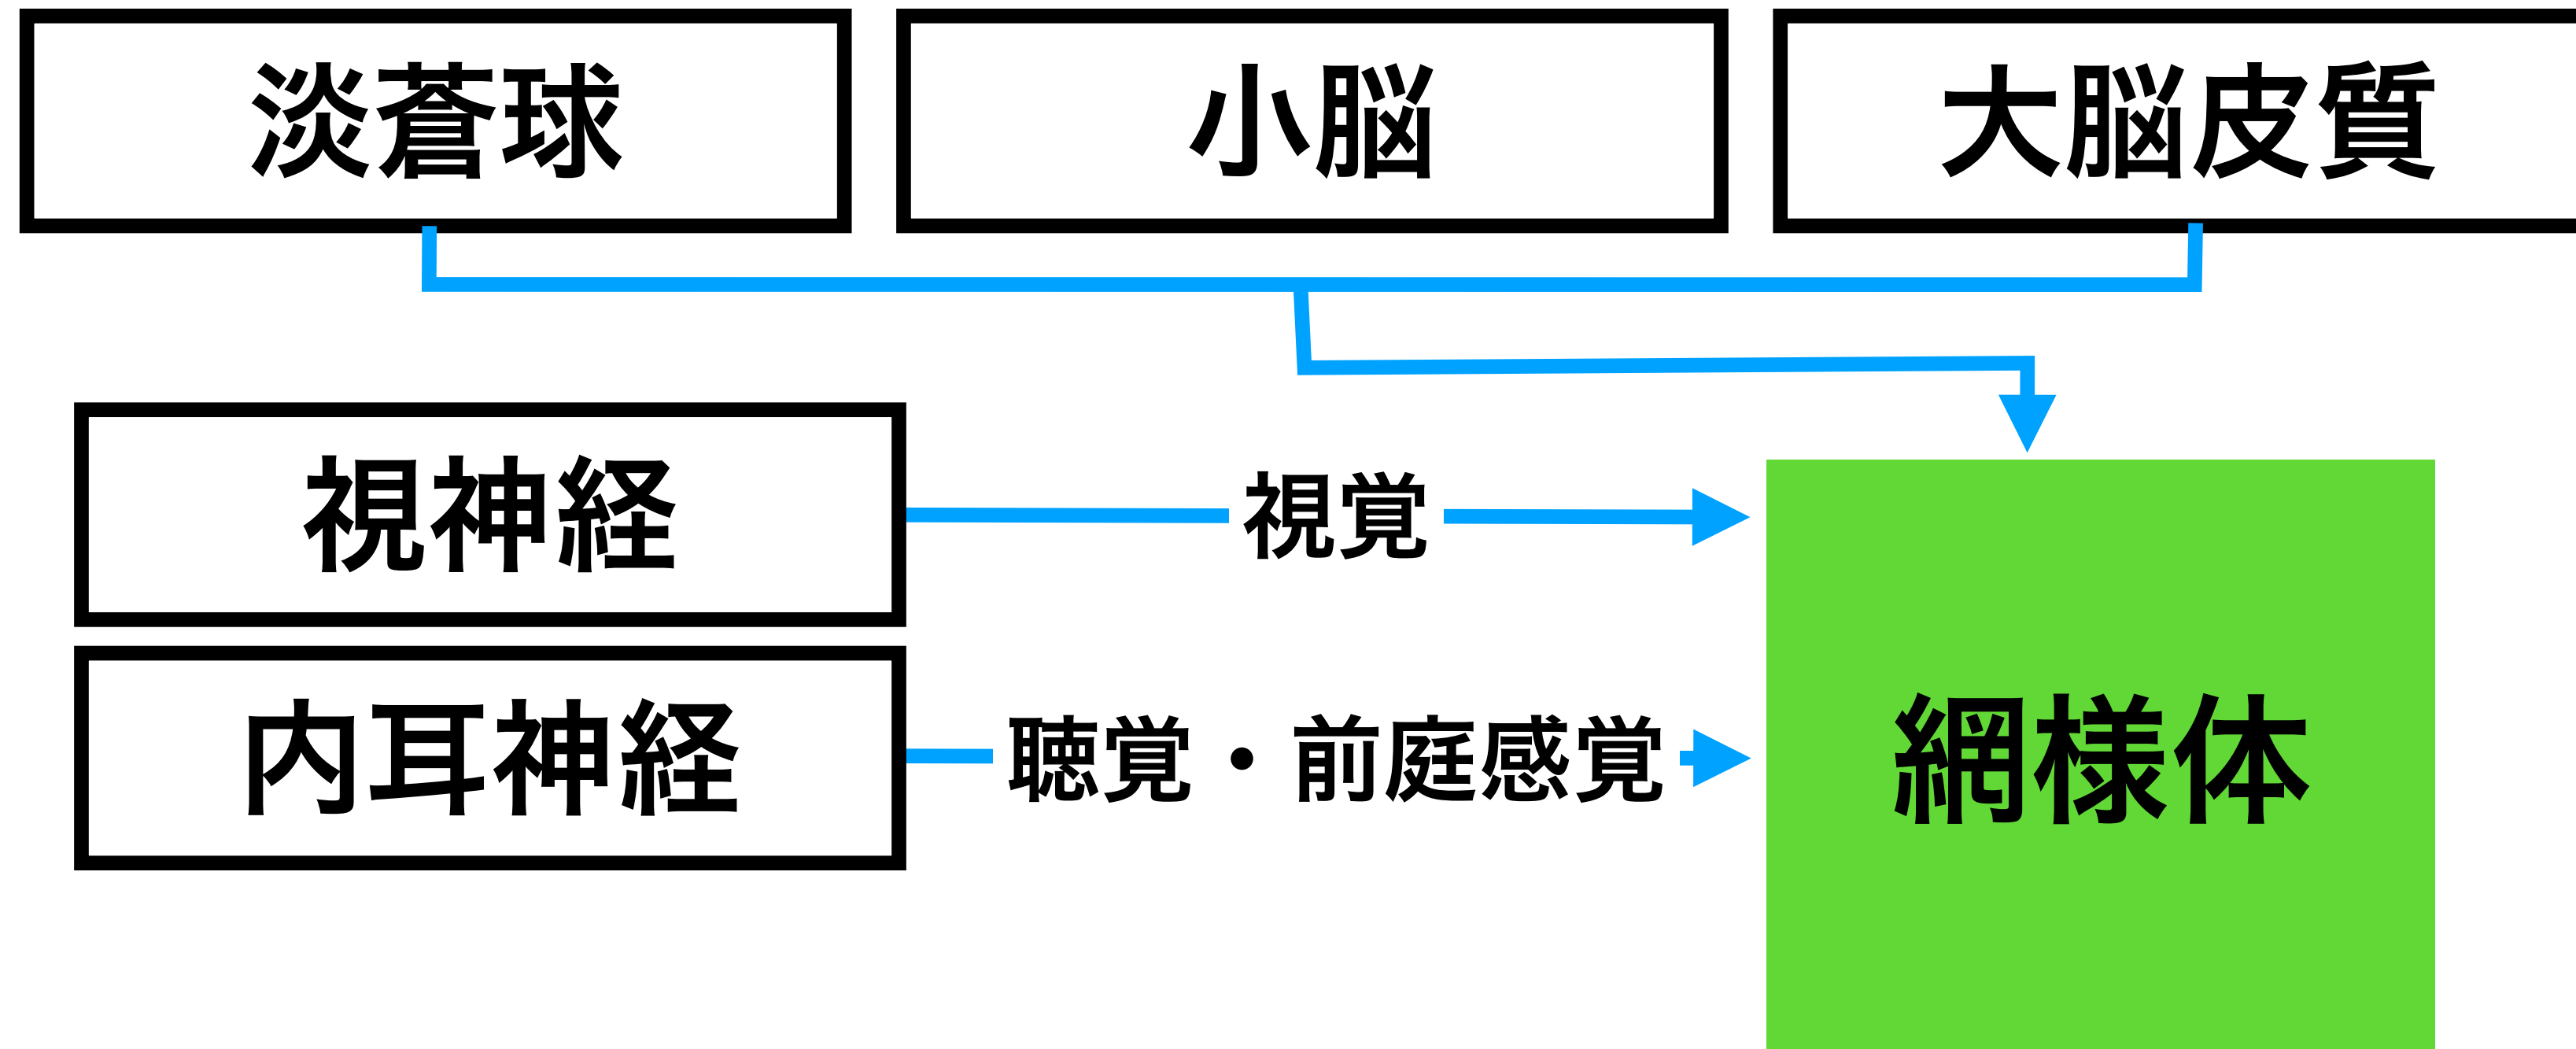 淡蒼球
小脳
大脳皮質
視神経
視覚
内耳神経
聴覚・前庭感覚
網様体